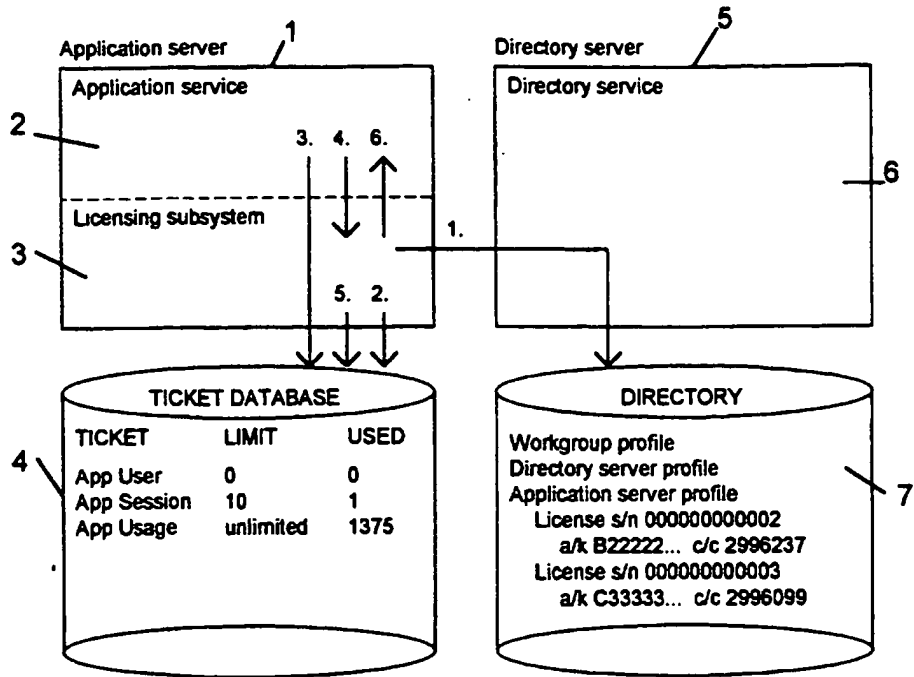 1
Application server
Application service
2
3. 4. 6.
Licensing subsystem
3
1.
5. 2.
TICKET DATABASE
TICKET LIMIT USED
4
App User 0 0
App Session 10 1
App Usage unlimited 1375
5
Directory server
Directory service
6
DIRECTORY
Workgroup profile
Directory server profile
Application server profile
7
License s/n 000000000002
a/k B22222... c/c 2996237
License s/n 000000000003
a/k C33333... c/c 2996099